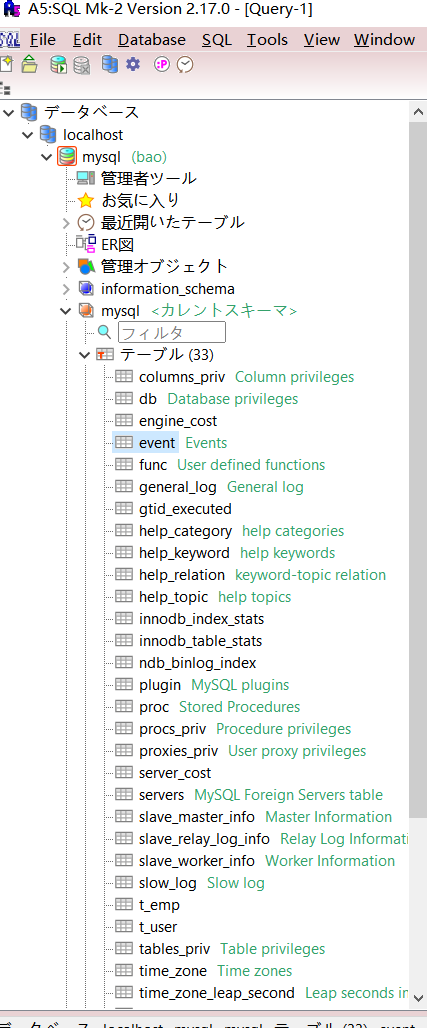 A5:SQL Mk-2 Version 2.17.0 - [Query-1]
SQL File Edit Database SQL Tools View Window
データベース
localhost
mysql (bao)
管理者ツール
お気に入り
最近開いたテーブル
ER図
管理オブジェクト
information_schema
mysql <カレントスキーマ>
フィルタ
テーブル (33)
columns_priv Column privileges
db Database privileges
engine_cost
event Events
func User defined functions
general_log General log
gtid_executed
help_category help categories
help_keyword help keywords
help_relation keyword-topic relation
help_topic help topics
innodb_index_stats
innodb_table_stats
ndb_binlog_index
plugin MySQL plugins
proc Stored Procedures
procs_priv Procedure privileges
proxies_priv User proxy privileges
server_cost
servers MySQL Foreign Servers table
slave_master_info Master Information
slave_relay_log_info Relay Log Informati
slave_worker_info Worker Information
slow_log Slow log
t_emp
t_user
tables_priv Table privileges
time_zone Time zones
time_zone_leap_second Leap seconds in